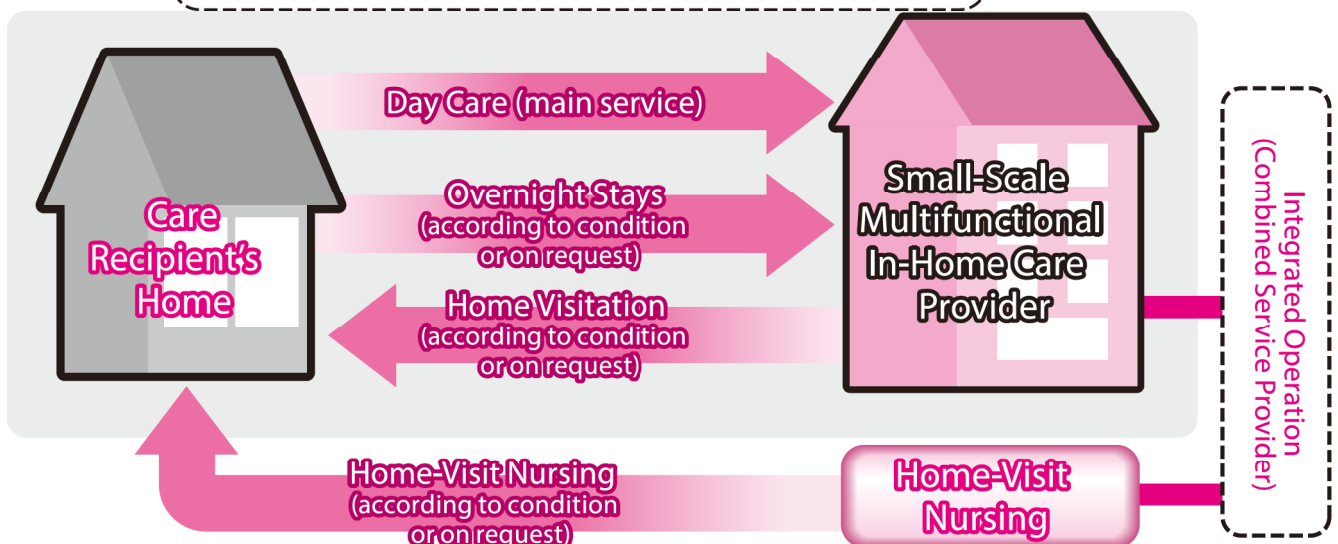 Day Care (main service)
Overnight Stays
(according to condition
or on request)
Care
Recipient's
Home
Home Visitation
(according to condition
or on request)
Small-Scale
Multifunctional
In-Home Care
Provider
Integrated Operation
(Combined Service Provider)
Home-Visit Nursing
(according to condition
or on request)
Home-Visit
Nursing